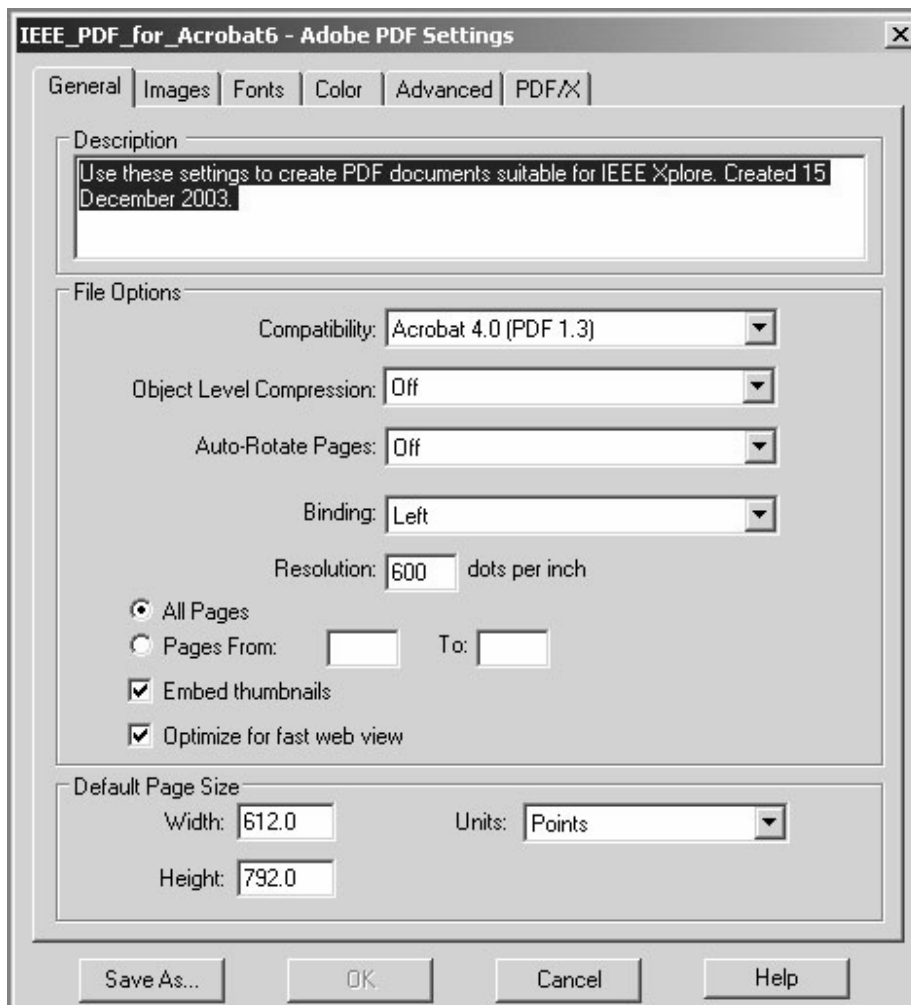 IEEE_PDF_for_Acrobat6 - Adobe PDF Settings
General Images Fonts Color Advanced PDF/X
Description
Use these settings to create PDF documents suitable for IEEE Xplore. Created 15
December 2003.
File Options
Compatibility: Acrobat 4.0 (PDF 1.3)
Object Level Compression: Off
Auto-Rotate Pages: Off
Binding: Left
Resolution: 600 dots per inch
All Pages
Pages From: To:
Embed thumbnails
Optimize for fast web view
Default Page Size
Width: 612.0 Units: Points
Height: 792.0
Save As... OK Cancel Help